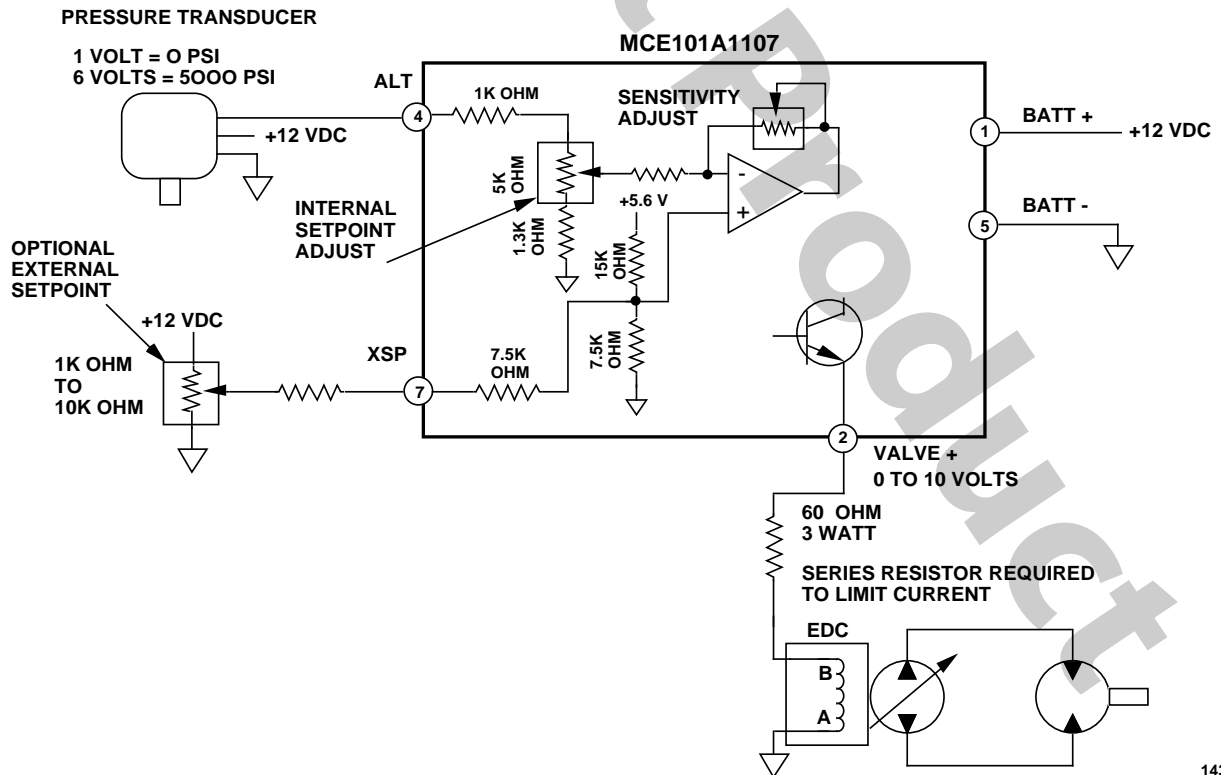 PRESSURE TRANSDUCER
1 VOLT = O PSI
6 VOLTS = 5OOO PSI
+12 VDC
MCE101A1107
ALT
4
1K OHM
SENSITIVITY
ADJUST
5K
OHM
1.3K
OHM
INTERNAL
SETPOINT
ADJUST
+5.6 V
15K
OHM
7.5K
OHM
-
+
1
BATT +
+12 VDC
5
BATT -
OPTIONAL
EXTERNAL
SETPOINT
+12 VDC
1K OHM
TO
10K OHM
XSP
7
7.5K
OHM
2
VALVE +
0 TO 10 VOLTS
60 OHM
3 WATT
SERIES RESISTOR REQUIRED
TO LIMIT CURRENT
EDC
B
A
Product